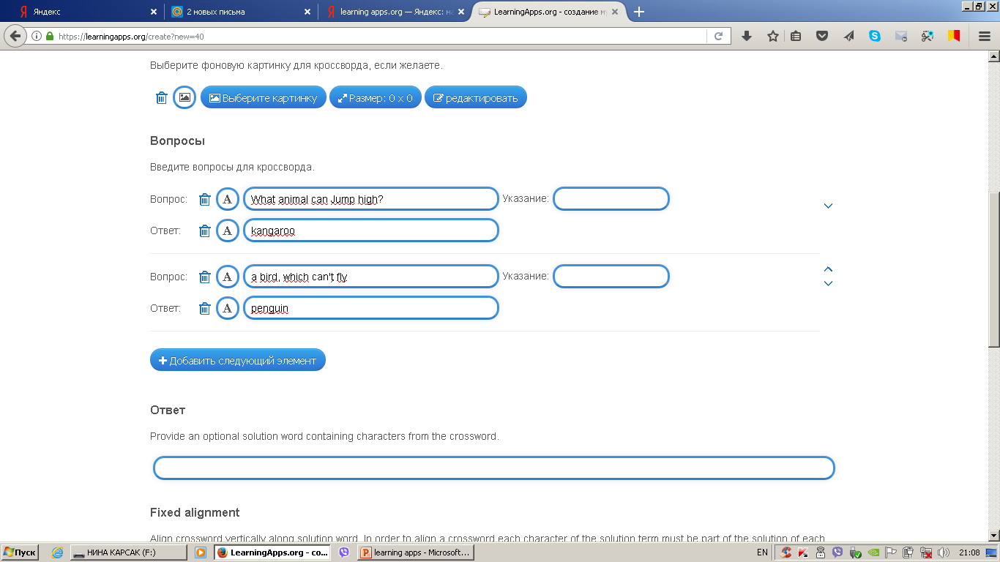 Яндекс
2 новых письма
learning apps.org — Яндекс: на
LearningApps.org - создание м
https://learningapps.org/create?new=40
Выберите фоновую картинку для кроссворда, если желаете.
Выберите картинку
Размер: 0 x 0
редактировать
Вопросы
Введите вопросы для кроссворда.
Вопрос: A What animal can Jump high? Указание:
Ответ: A kangaroo
Вопрос: A a bird, which can't fly Указание:
Ответ: A penguin
Добавить следующий элемент
Ответ
Provide an optional solution word containing characters from the crossword.
Fixed alignment
Align crossword vertically along solution word. In order to align a crossword each character of the solution term must be part of the solution of each
Пуск
НИНА КАРСАК (F:)
LearningApps.org - со...
learning apps - Microsoft...
EN
21:08